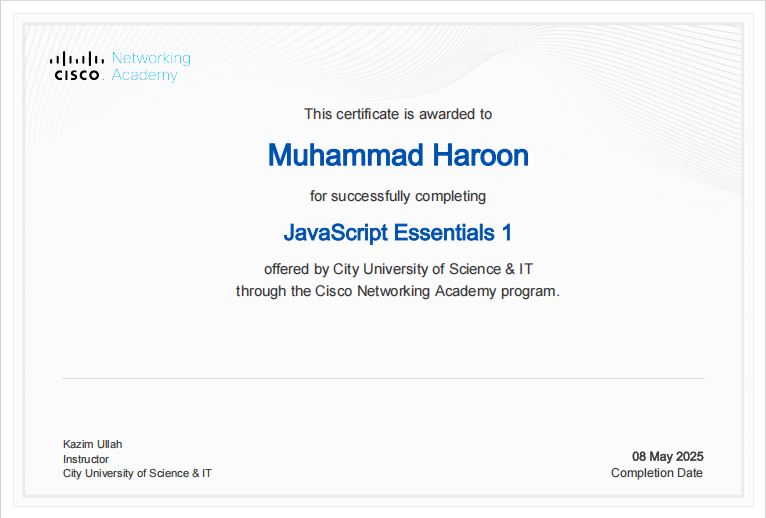 Networking
CISCO. Academy
This certificate is awarded to
Muhammad Haroon
for successfully completing
JavaScript Essentials 1
offered by City University of Science & IT
through the Cisco Networking Academy program.
Kazim Ullah
Instructor
City University of Science & IT
08 May 2025
Completion Date